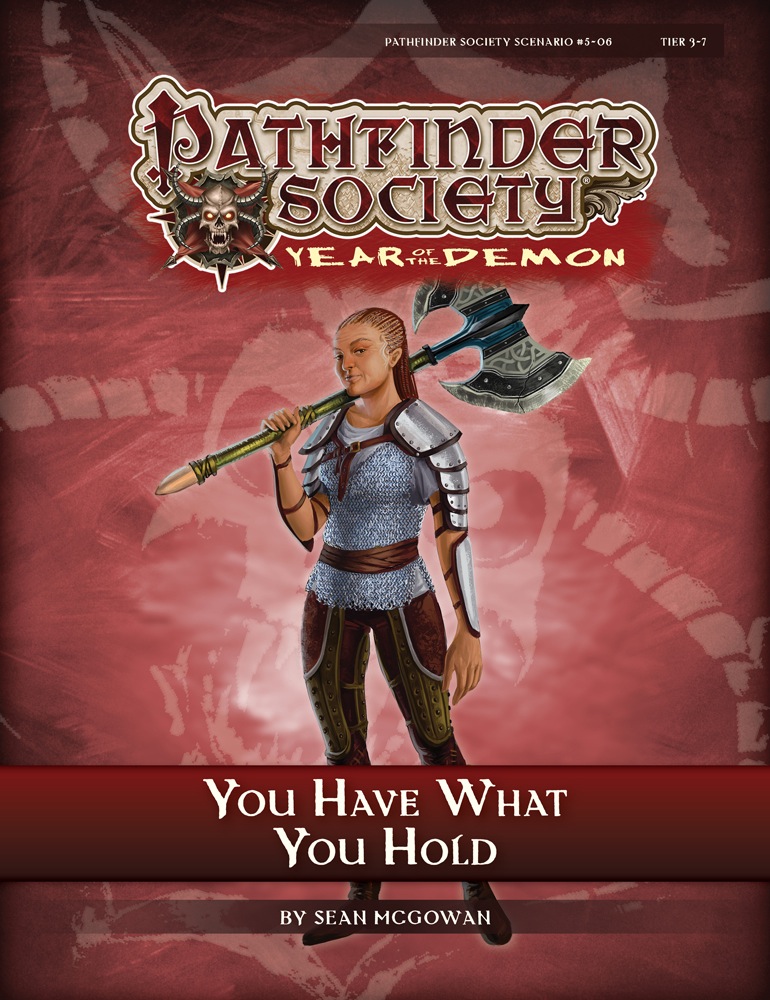 PATHFINDER SOCIETY SCENARIO #5-06 TIER 3-7
PATHFINDER
SOCIETY®
YEAR OF THE DEMON
YOU HAVE WHAT
YOU HOLD
BY SEAN MCGOWAN